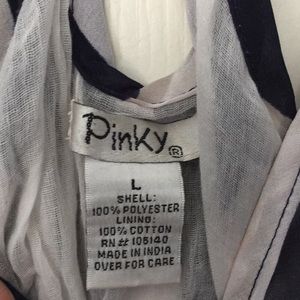 Pinky®
L
SHELL:
100% POLYESTER
LINING:
100% COTTON
RN# 105140
MADE IN INDIA
OVER FOR CARE